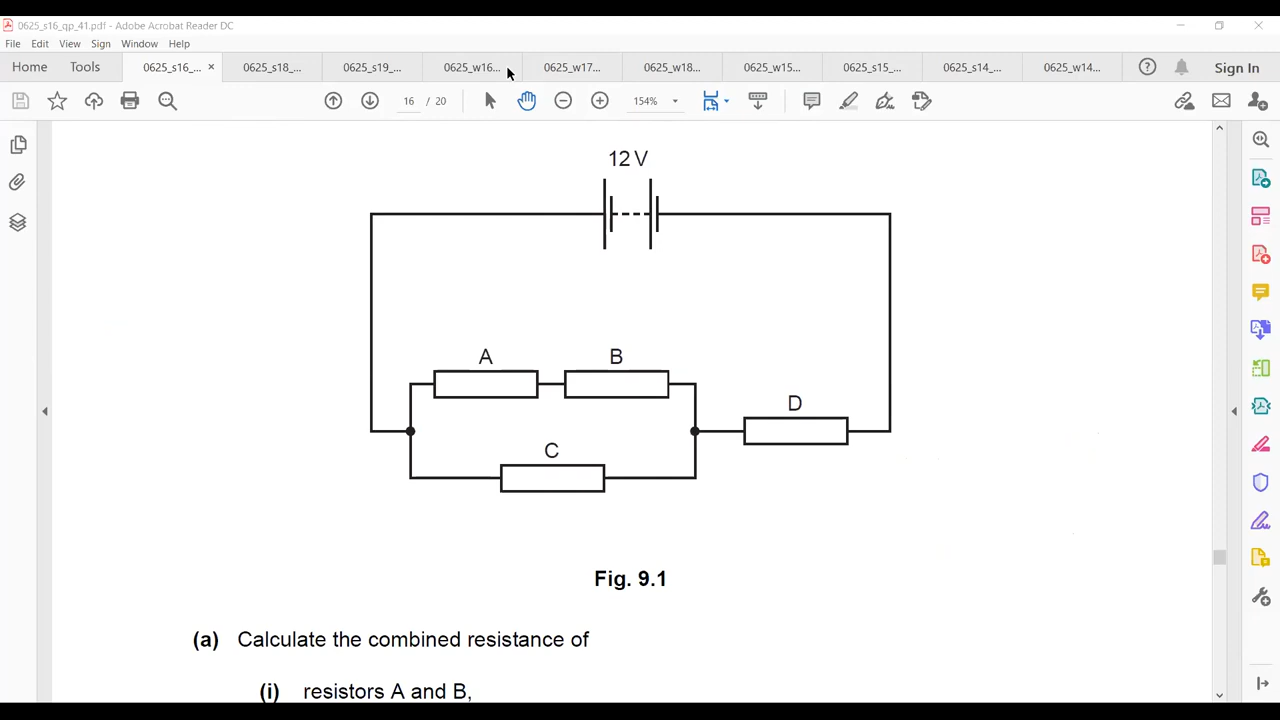 0625_s16_qp_41.pdf - Adobe Acrobat Reader DC
File Edit View Sign Window Help
Home Tools 0625_s16_... × 0625_s18_... 0625_s19_... 0625_w16... 0625_w17... 0625_w18... 0625_w15... 0625_s15_... 0625_s14_... 0625_w14... Sign In
16 / 20 154%
12 V
A B
D
C
Fig. 9.1
(a) Calculate the combined resistance of
(i) resistors A and B,